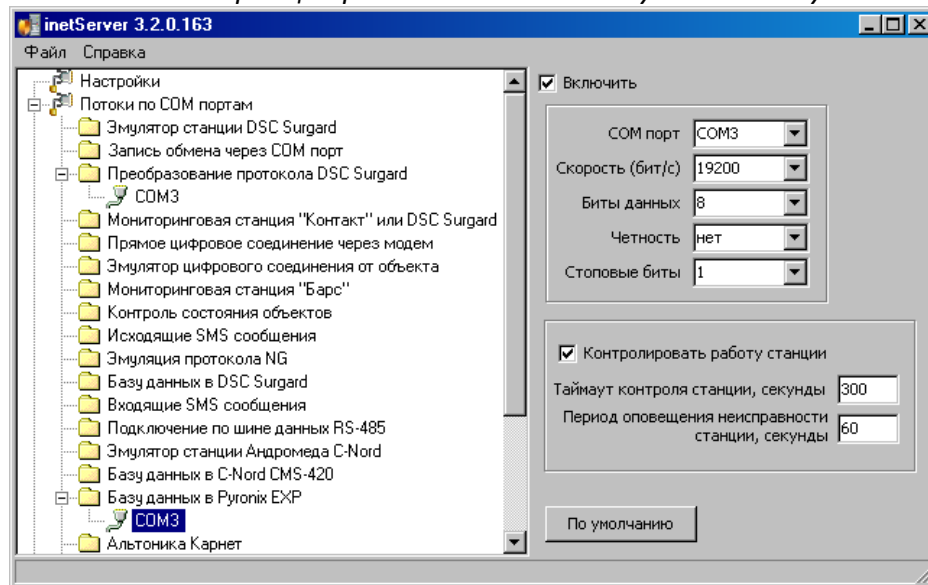 inetServer 3.2.0.163
Файл Справка
Настройки
Потоки по COM портам
Эмулятор станции DSC Surgard
Запись обмена через COM порт
Преобразование протокола DSC Surgard
COM3
Мониторинговая станция "Контакт" или DSC Surgard
Прямое цифровое соединение через модем
Эмулятор цифрового соединения от объекта
Мониторинговая станция "Барс"
Контроль состояния объектов
Исходящие SMS сообщения
Эмуляция протокола NG
Базу данных в DSC Surgard
Входящие SMS сообщения
Подключение по шине данных RS-485
Эмулятор станции Андромеда C-Nord
Базу данных в C-Nord CMS-420
Базу данных в Pyronix EXP
COM3
Альтоника Карнет
Включить
COM порт COM3
Скорость (бит/с) 19200
Биты данных 8
Четность нет
Стоповые биты 1
Контролировать работу станции
Таймаут контроля станции, секунды 300
Период оповещения неисправности
станции, секунды 60
По умолчанию